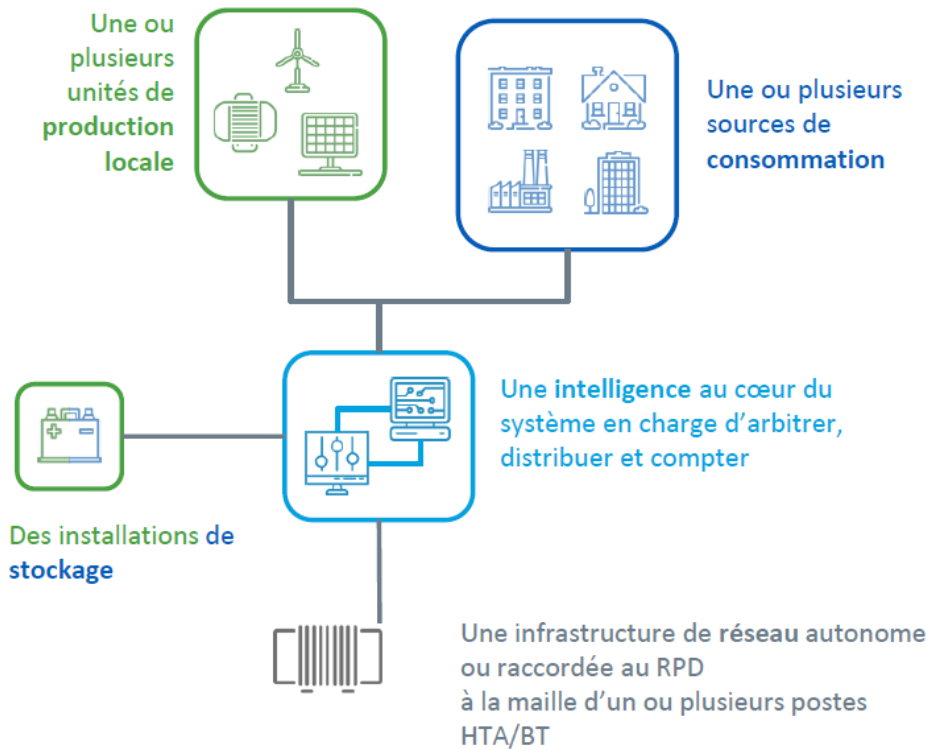 Une ou
plusieurs
unités de
production
locale
Une ou plusieurs
sources de
consommation
Une intelligence au cœur du
système en charge d’arbitrer,
distribuer et compter
Des installations de
stockage
Une infrastructure de réseau autonome
ou raccordée au RPD
à la maille d’un ou plusieurs postes
HTA/BT